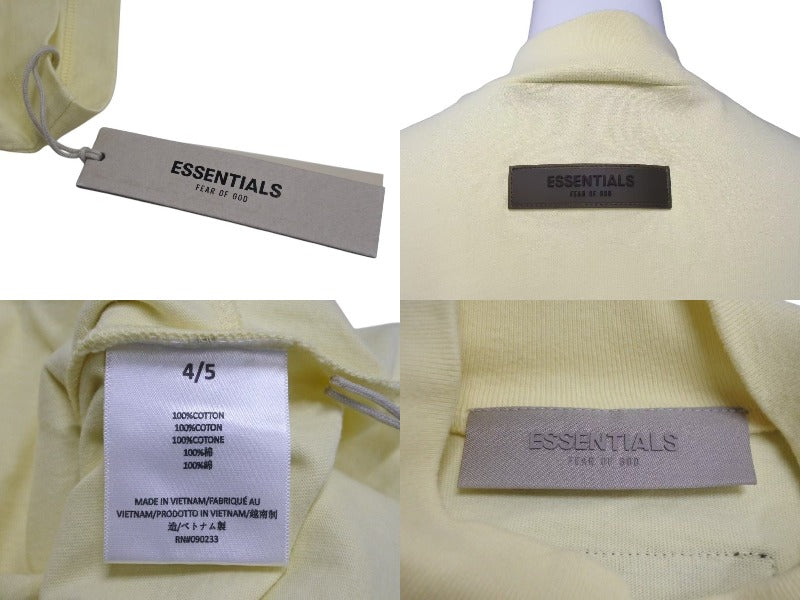 ESSENTIALS
FEAR OF GOD
ESSENTIALS
FEAR OF GOD
4/5
100%COTTON
100%COTON
100%COTONE
100%綿
100%綿
MADE IN VIETNAM/FABRIQUÉ AU
VIETNAM/PRODOTTO IN VIETNAM/越南制
造/ベトナム製
RN#090233
ESSENTIALS
FEAR OF GOD